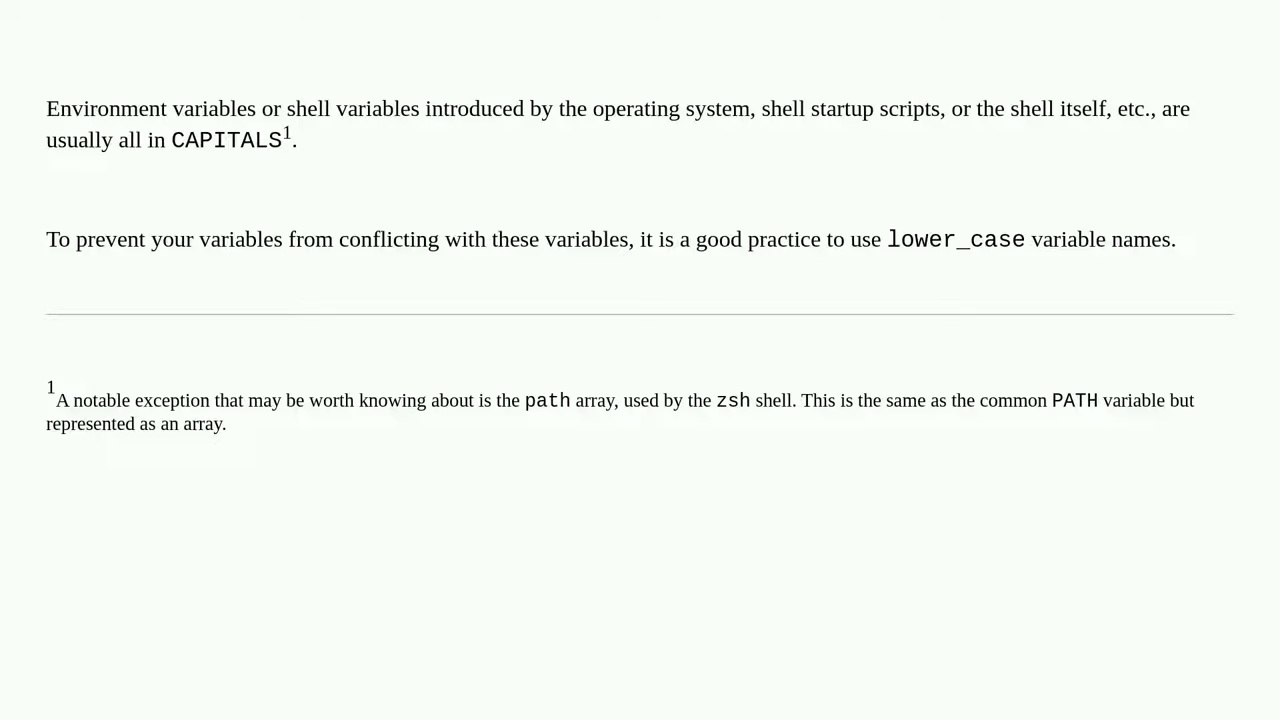 Environment variables or shell variables introduced by the operating system, shell startup scripts, or the shell itself, etc., are
usually all in CAPITALS1.
To prevent your variables from conflicting with these variables, it is a good practice to use lower_case variable names.
1A notable exception that may be worth knowing about is the path array, used by the zsh shell. This is the same as the common PATH variable but
represented as an array.